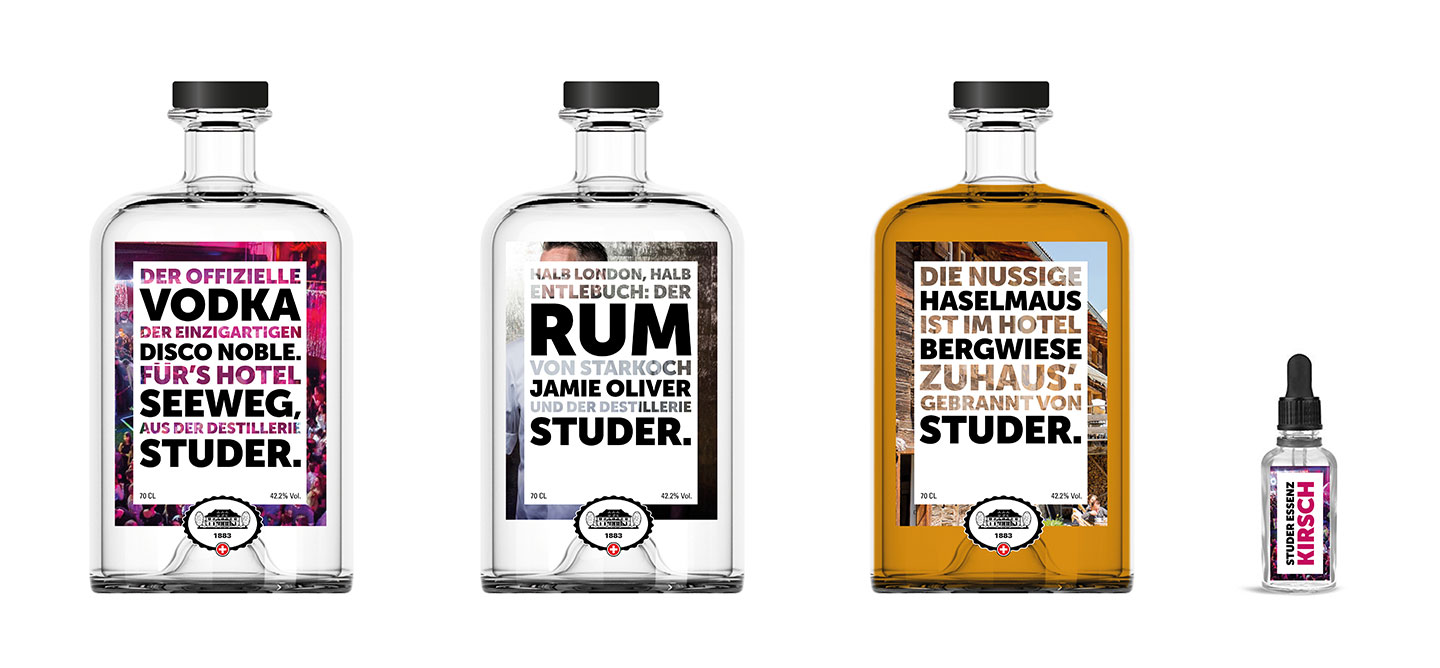 DER OFFIZIELLE
VODKA
DER EINZIGARTIGEN
DISCO NOBLE.
FÜR'S HOTEL
SEEWEG,
AUS DER DESTILLERIE
STUDER.
70 CL
42.2% Vol.
1883
HALB LONDON, HALB
ENTLEBUCH: DER
RUM
VON STARKOCH
JAMIE OLIVER
UND DER DESTILLERIE
STUDER.
70 CL
42.2% Vol.
1883
DIE NUSSIGE
HASELMAUS
IST IM HOTEL
BERGWIESE
ZUHAUS'.
GEBRANNT VON
STUDER.
70 CL
42.2% Vol.
1883
STUDER ESSENZ
KIRSCH